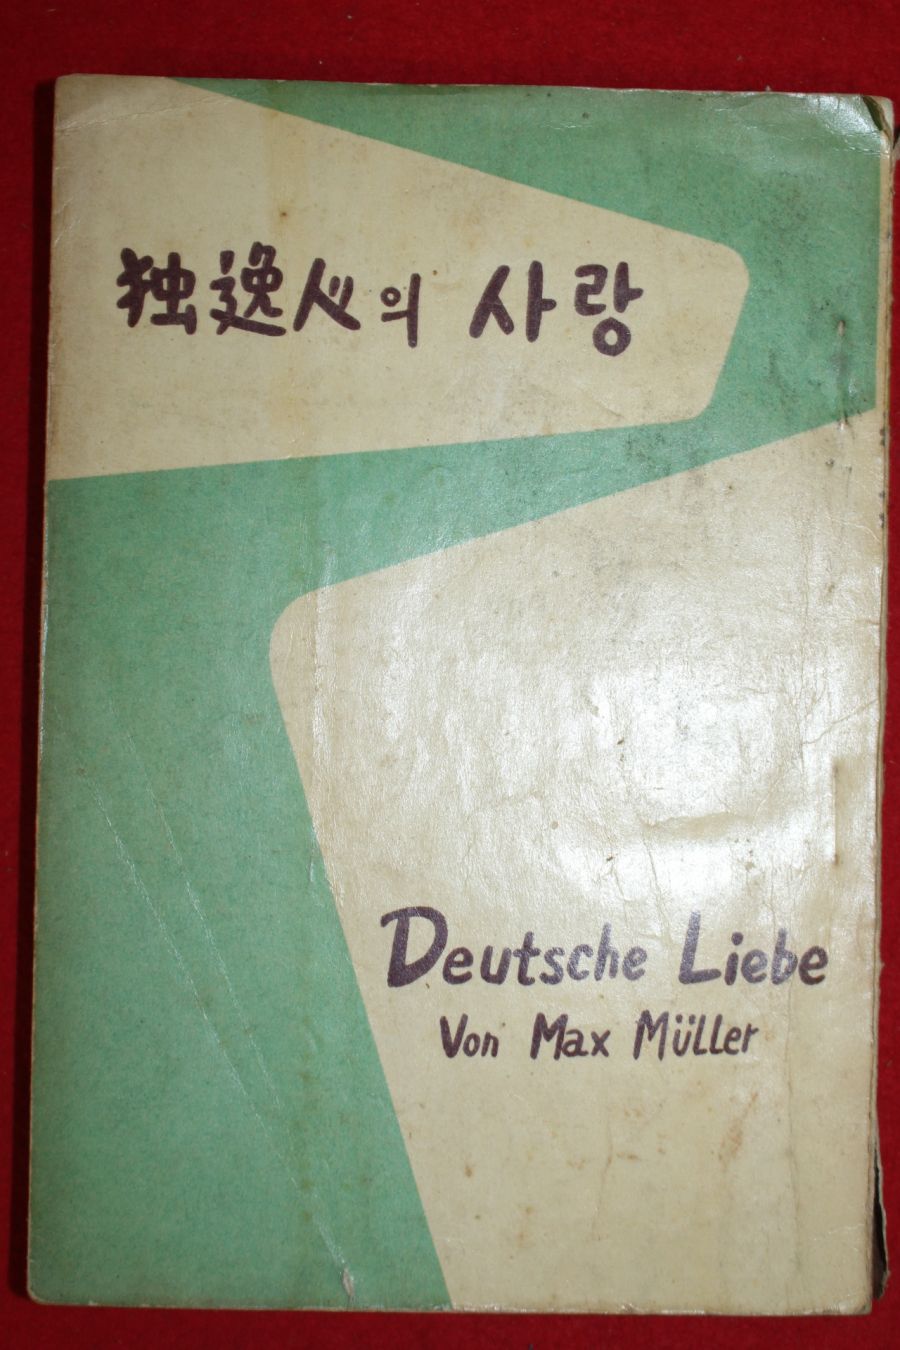 独逸人의 사랑
Deutsche Liebe
Von Max Müller